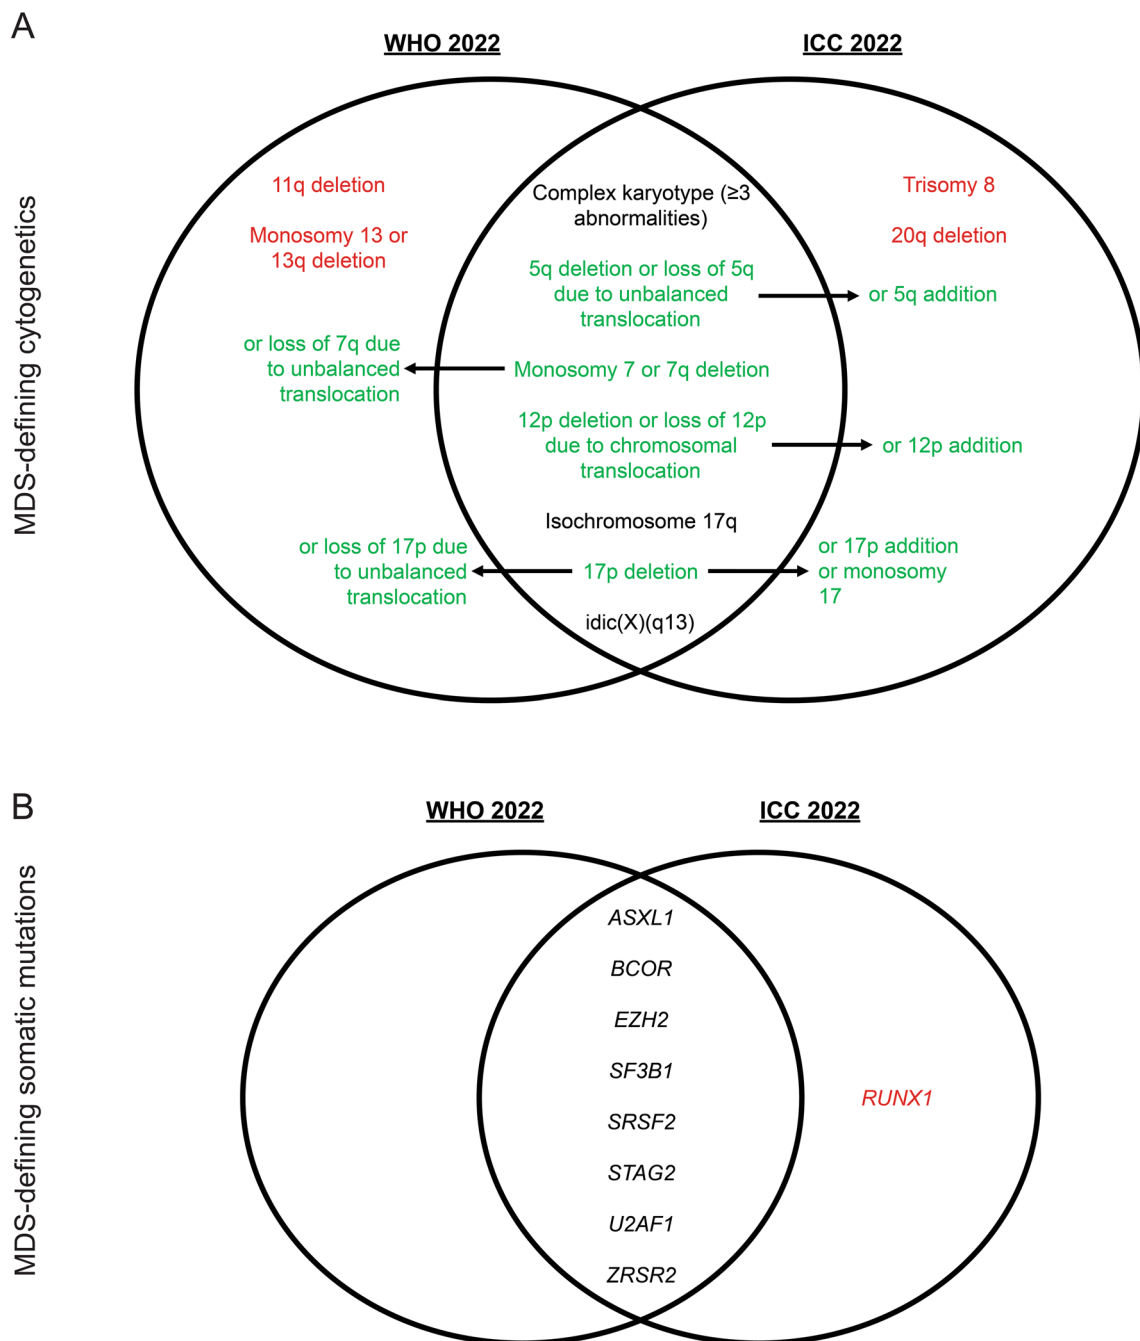 A
WHO 2022
ICC 2022
MDS-defining cytogenetics
11q deletion
Monosomy 13 or
13q deletion
or loss of 7q due
to unbalanced
translocation
or loss of 17p due
to unbalanced
translocation
Complex karyotype (≥3
abnormalities)
5q deletion or loss of 5q
due to unbalanced
translocation
Monosomy 7 or 7q deletion
12p deletion or loss of 12p
due to chromosomal
translocation
Isochromosome 17q
17p deletion
idic(X)(q13)
Trisomy 8
20q deletion
or 5q addition
or 12p addition
or 17p addition
or monosomy
17
B
WHO 2022
ICC 2022
MDS-defining somatic mutations
ASXL1
BCOR
EZH2
SF3B1
SRSF2
STAG2
U2AF1
ZRSR2
RUNX1